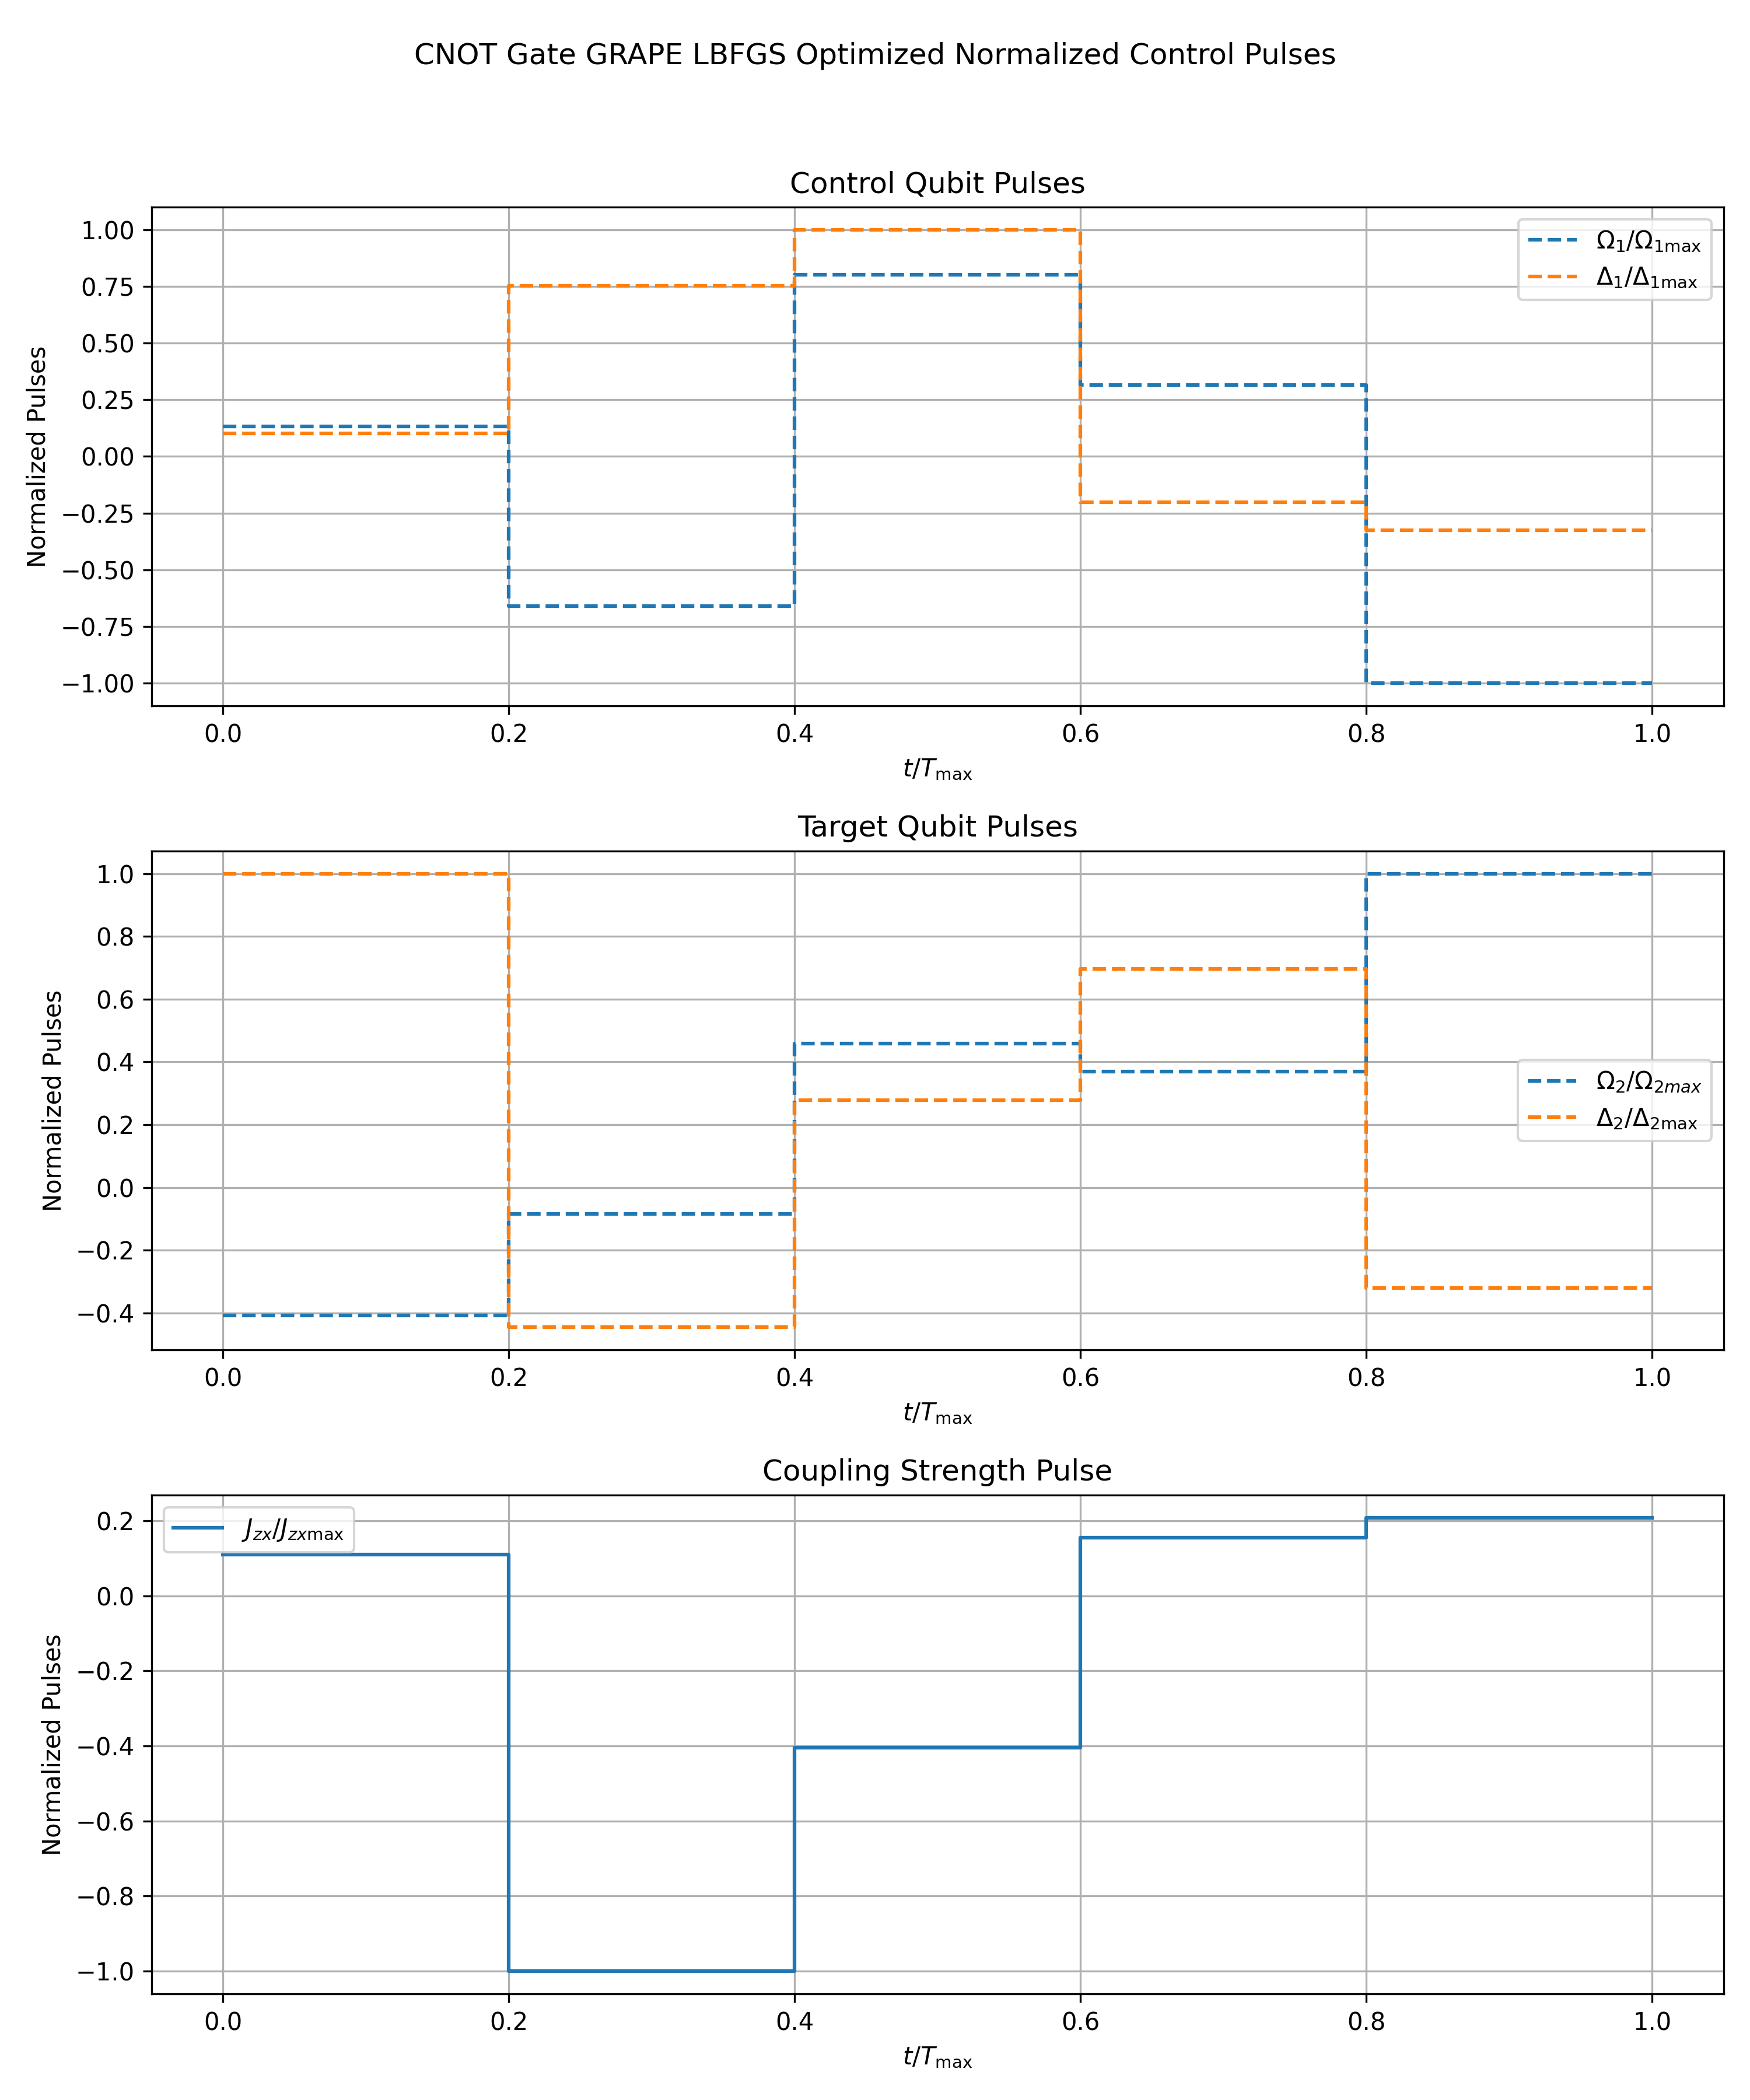 CNOT Gate GRAPE LBFGS Optimized Normalized Control Pulses
Control Qubit Pulses
Normalized Pulses
1.00
0.75
0.50
0.25
0.00
−0.25
−0.50
−0.75
−1.00
Ω₁/Ω₁max
Δ₁/Δ₁max
0.0 0.2 0.4 0.6 0.8 1.0
t/Tmax
Target Qubit Pulses
Normalized Pulses
1.0
0.8
0.6
0.4
0.2
0.0
−0.2
−0.4
Ω₂/Ω₂max
Δ₂/Δ₂max
0.0 0.2 0.4 0.6 0.8 1.0
t/Tmax
Coupling Strength Pulse
Normalized Pulses
0.2
0.0
−0.2
−0.4
−0.6
−0.8
−1.0
Jzx/Jzxmax
0.0 0.2 0.4 0.6 0.8 1.0
t/Tmax